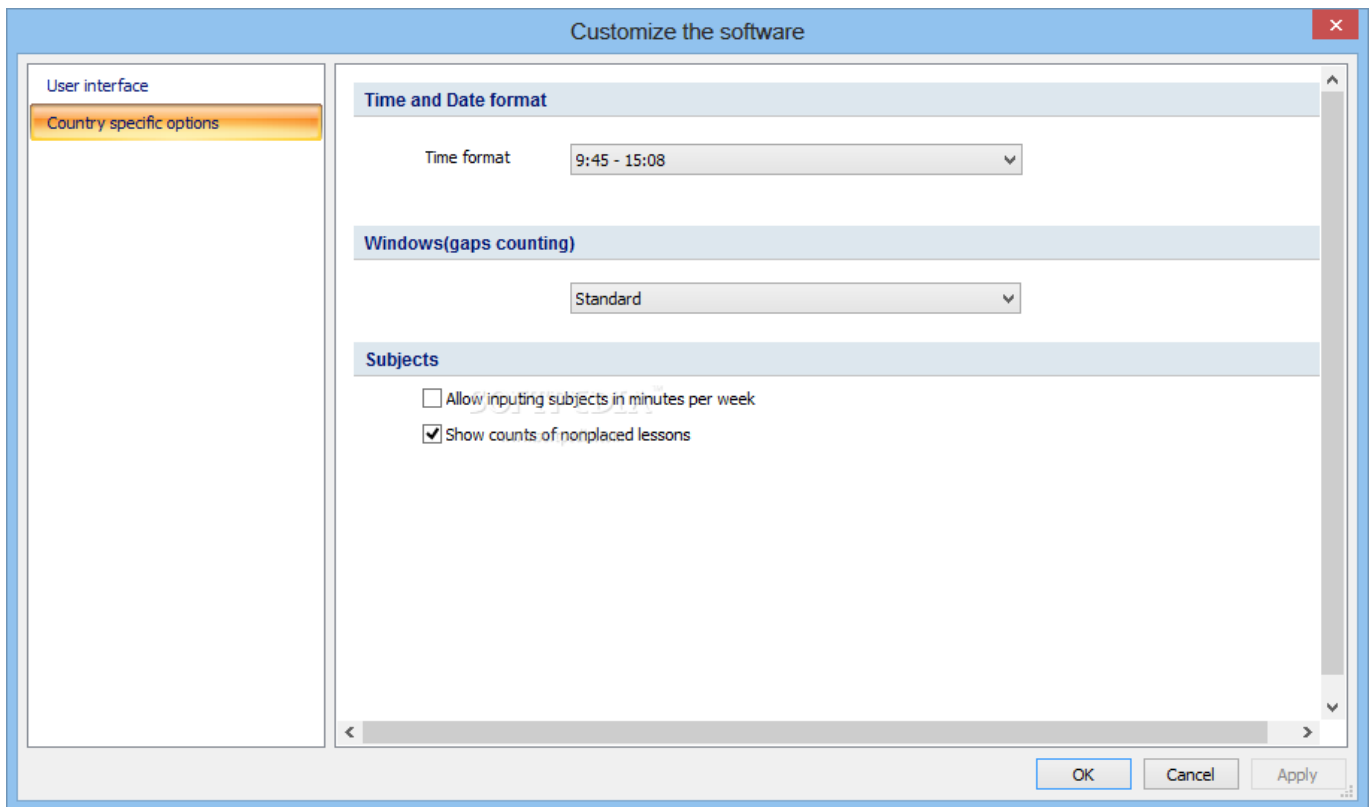 Customize the software
User interface
Country specific options
Time and Date format
Time format
9:45 - 15:08
Windows(gaps counting)
Standard
Subjects
Allow inputing subjects in minutes per week
Show counts of nonplaced lessons
SOFTPEDIA
OK
Cancel
Apply